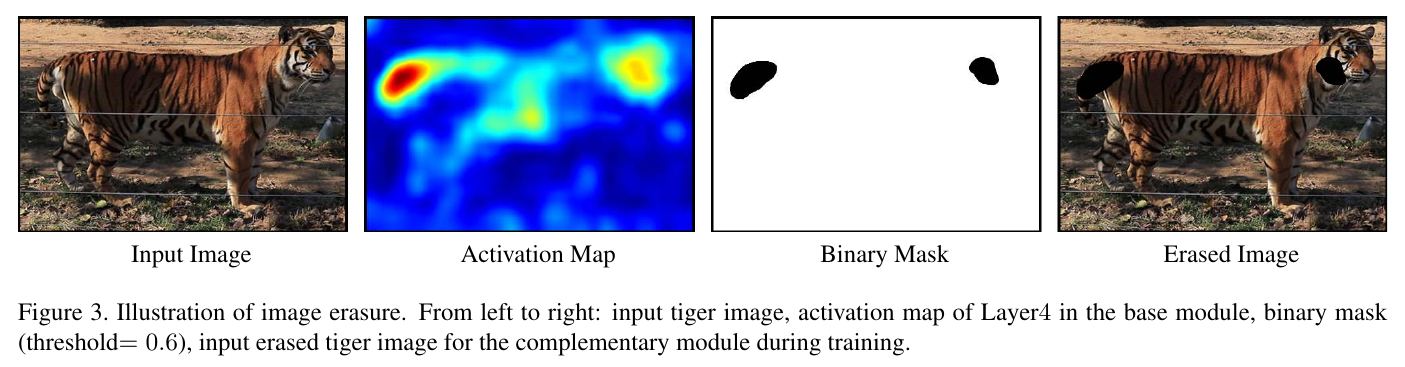 Input Image
Activation Map
Binary Mask
Erased Image
Figure 3. Illustration of image erasure. From left to right: input tiger image, activation map of Layer4 in the base module, binary mask
(threshold= 0.6), input erased tiger image for the complementary module during training.